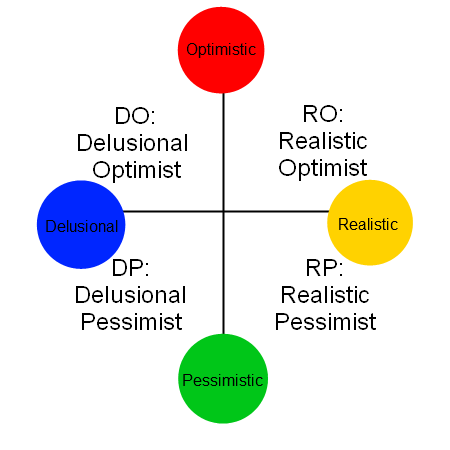 Optimistic
DO:
Delusional
Optimist
RO:
Realistic
Optimist
Delusional
Realistic
DP:
Delusional
Pessimist
RP:
Realistic
Pessimist
Pessimistic